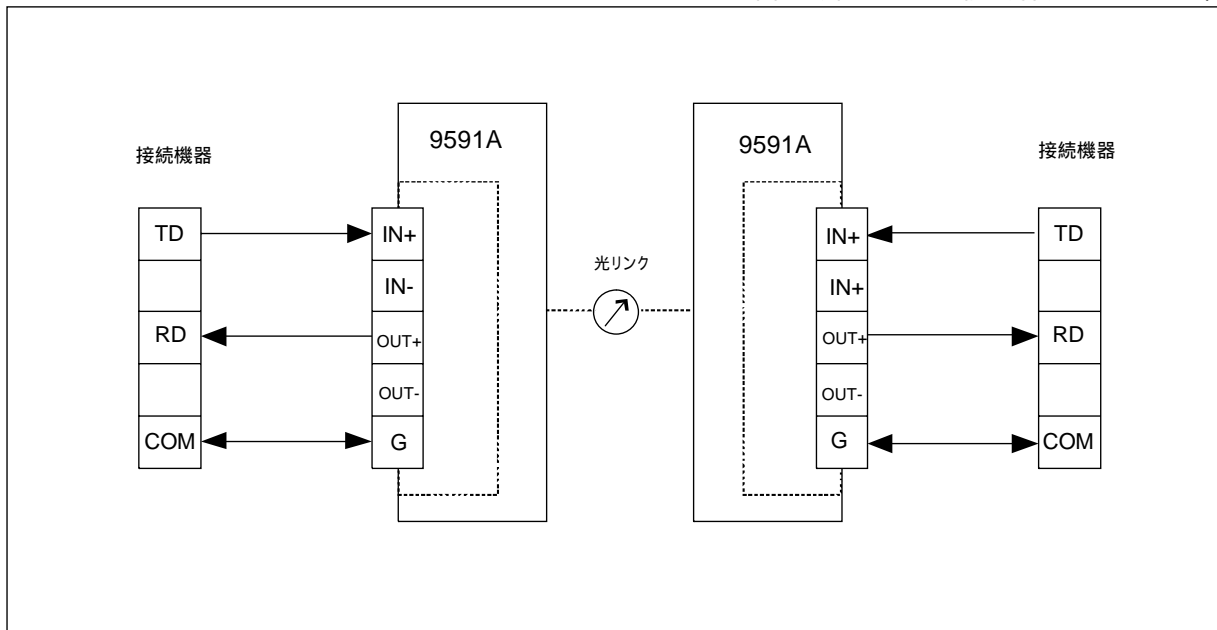 9591A
9591A
接続機器
接続機器
TD
IN+
IN+
TD
IN-
光リンク
IN+
RD
OUT+
OUT+
RD
OUT-
OUT-
COM
G
G
COM